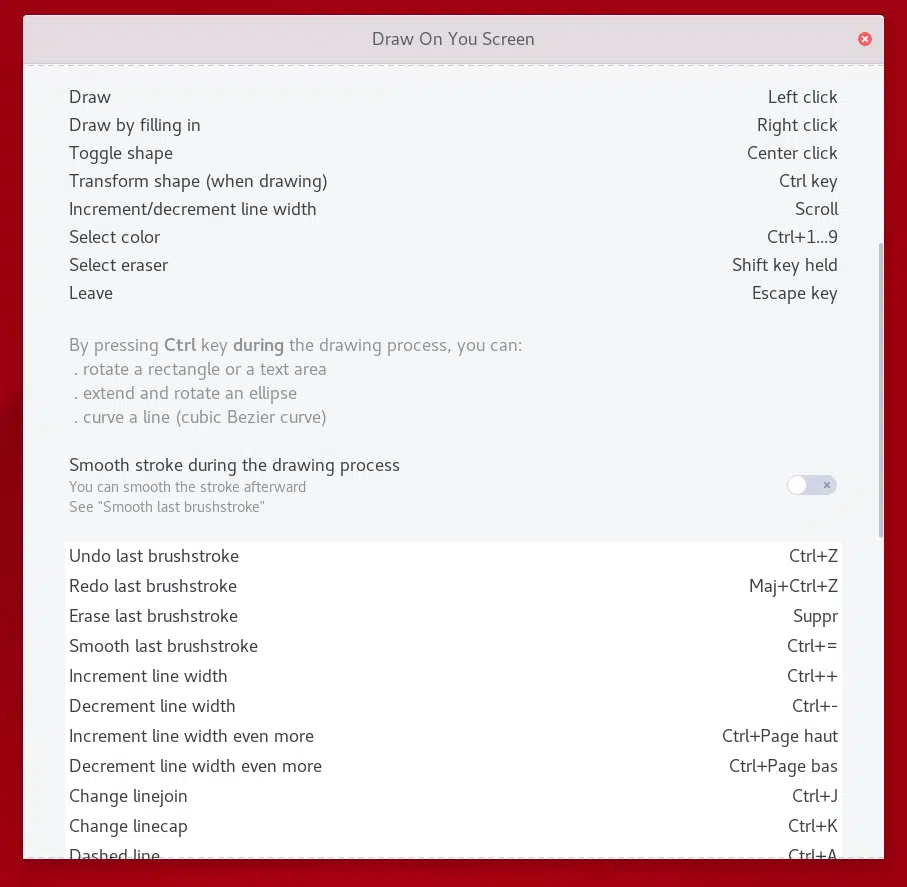 Draw On You Screen
Draw Left click
Draw by filling in Right click
Toggle shape Center click
Transform shape (when drawing) Ctrl key
Increment/decrement line width Scroll
Select color Ctrl+1...9
Select eraser Shift key held
Leave Escape key
By pressing Ctrl key during the drawing process, you can:
. rotate a rectangle or a text area
. extend and rotate an ellipse
. curve a line (cubic Bezier curve)
Smooth stroke during the drawing process
You can smooth the stroke afterward
See "Smooth last brushstroke"
Undo last brushstroke Ctrl+Z
Redo last brushstroke Maj+Ctrl+Z
Erase last brushstroke Suppr
Smooth last brushstroke Ctrl+=
Increment line width Ctrl++
Decrement line width Ctrl+-
Increment line width even more Ctrl+Page haut
Decrement line width even more Ctrl+Page bas
Change linejoin Ctrl+J
Change linecap Ctrl+K
Dashed line Ctrl+A